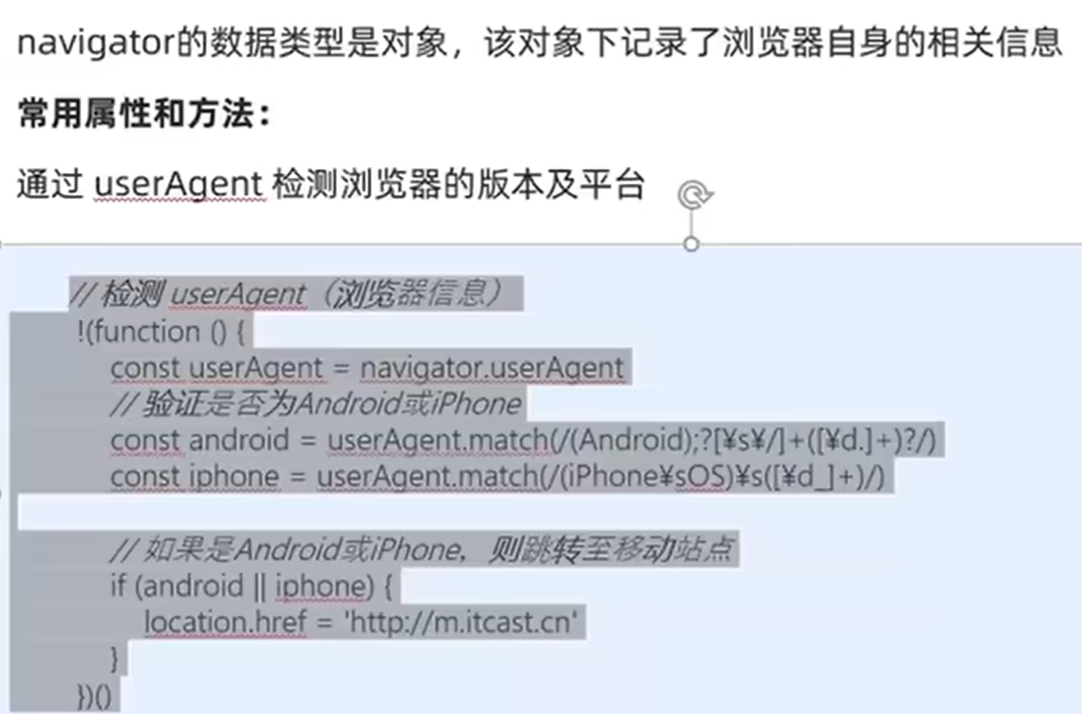 navigator的数据类型是对象，该对象下记录了浏览器自身的相关信息
常用属性和方法：
通过 userAgent 检测浏览器的版本及平台
// 检测 userAgent（浏览器信息）
!(function () {
const userAgent = navigator.userAgent
// 验证是否为Android或iPhone
const android = userAgent.match(/(Android);?[¥s¥/]+([¥d.]+)?/)
const iphone = userAgent.match(/(iPhone¥sOS)¥s([¥d_]+)/)
// 如果是Android或iPhone，则跳转至移动站点
if (android || iphone) {
location.href = 'http://m.itcast.cn'
}
})()